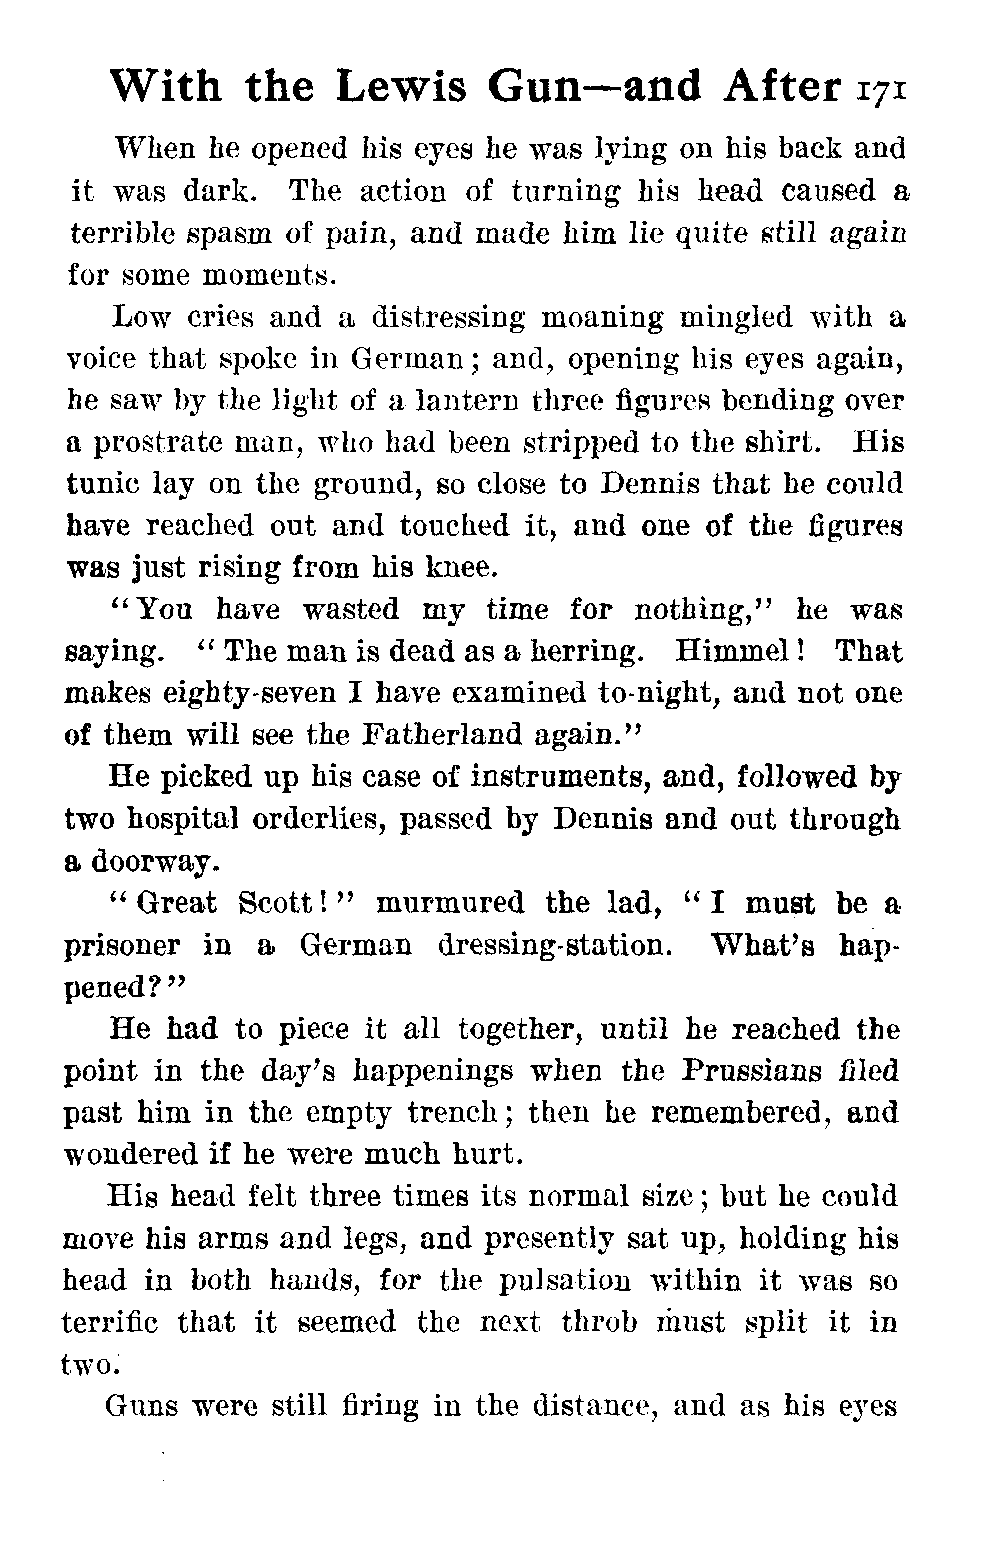 With the Lewis Gun—and After 171
When he opened his eyes he was lying on his back and
it was dark. The action of turning his head caused a
terrible spasm of pain, and made him lie quite still again
for some moments.
Low cries and a distressing moaning mingled with a
voice that spoke in German; and, opening his eyes again,
he saw by the light of a lantern three figures bending over
a prostrate man, who had been stripped to the shirt. His
tunic lay on the ground, so close to Dennis that he could
have reached out and touched it, and one of the figures
was just rising from his knee.
"You have wasted my time for nothing," he was
saying. "The man is dead as a herring. Himmel! That
makes eighty-seven I have examined to-night, and not one
of them will see the Fatherland again."
He picked up his case of instruments, and, followed by
two hospital orderlies, passed by Dennis and out through
a doorway.
"Great Scott!" murmured the lad, "I must be a
prisoner in a German dressing-station. What's hap-
pened?"
He had to piece it all together, until he reached the
point in the day's happenings when the Prussians filed
past him in the empty trench; then he remembered, and
wondered if he were much hurt.
His head felt three times its normal size; but he could
move his arms and legs, and presently sat up, holding his
head in both hands, for the pulsation within it was so
terrific that it seemed the next throb must split it in
two.
Guns were still firing in the distance, and as his eyes